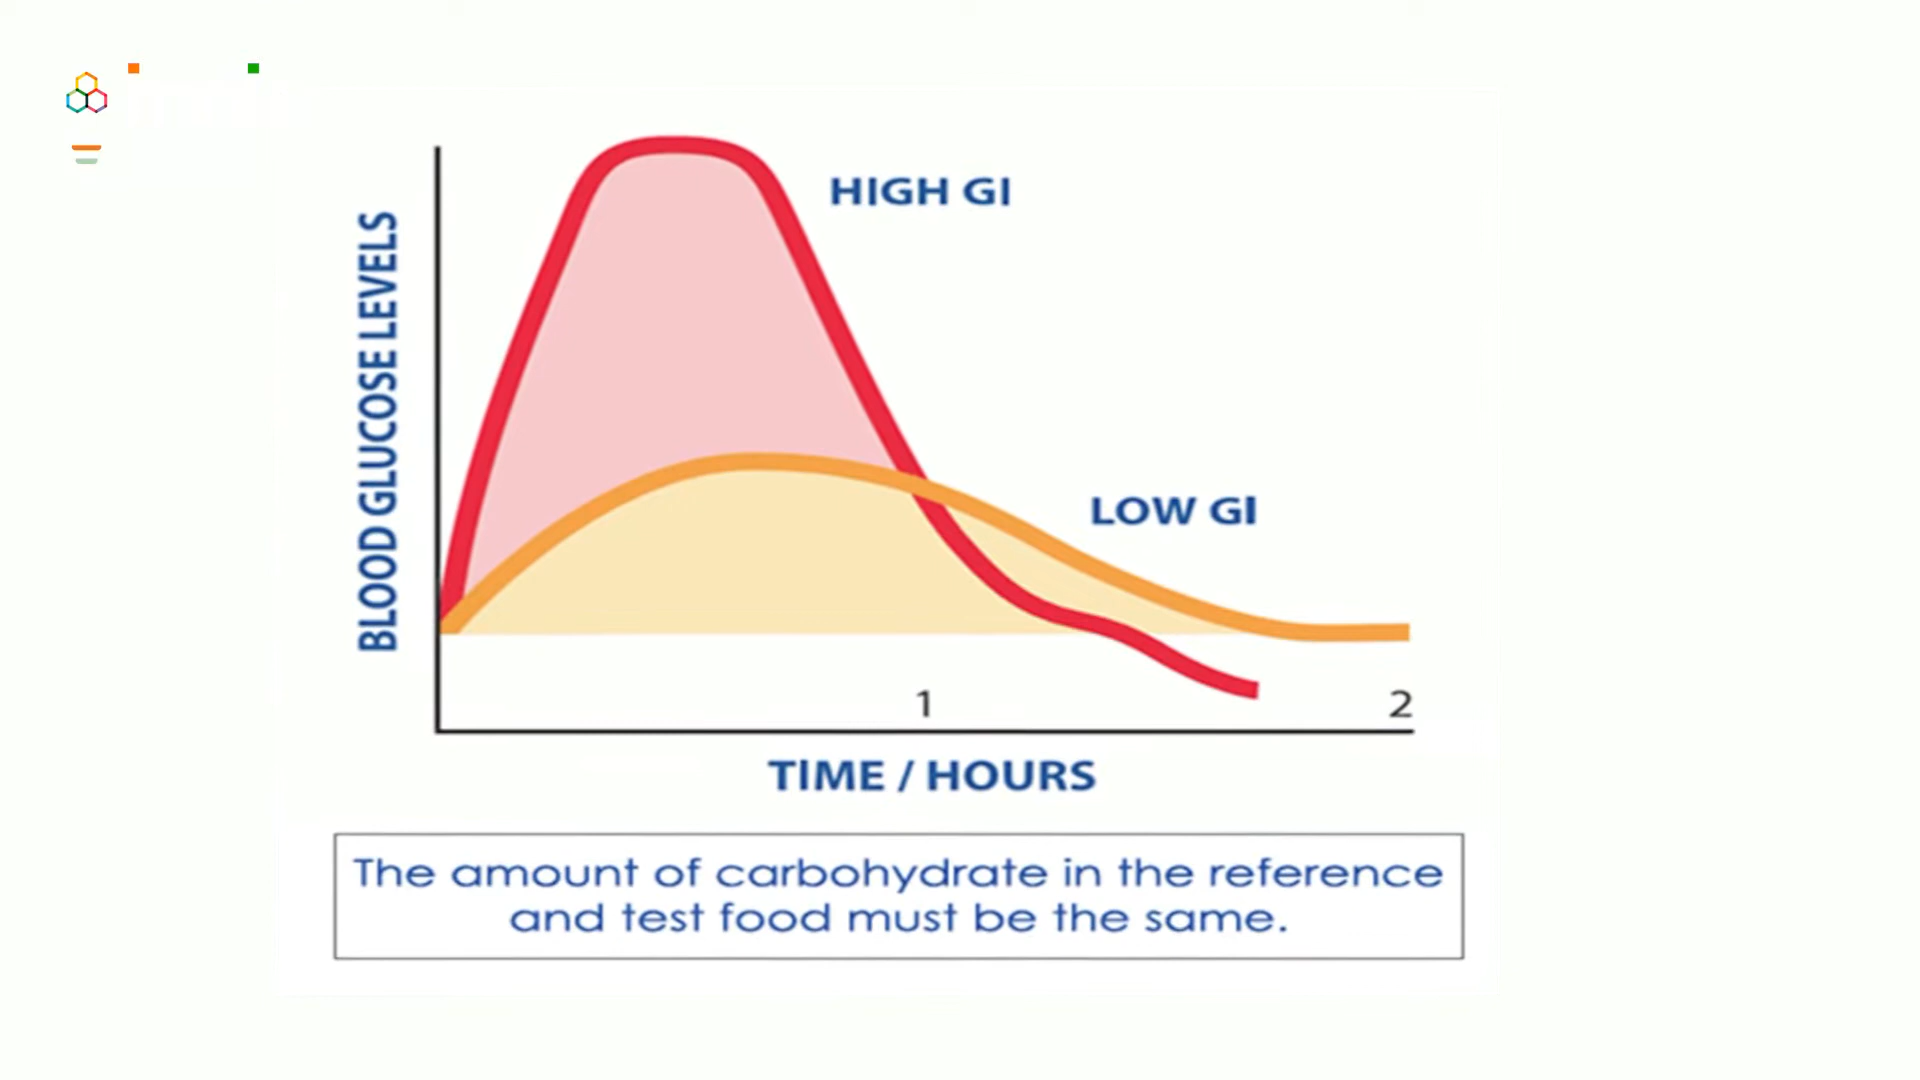 HIGH GI
BLOOD GLUCOSE LEVELS
LOW GI
1
2
TIME / HOURS
The amount of carbohydrate in the reference
and test food must be the same.